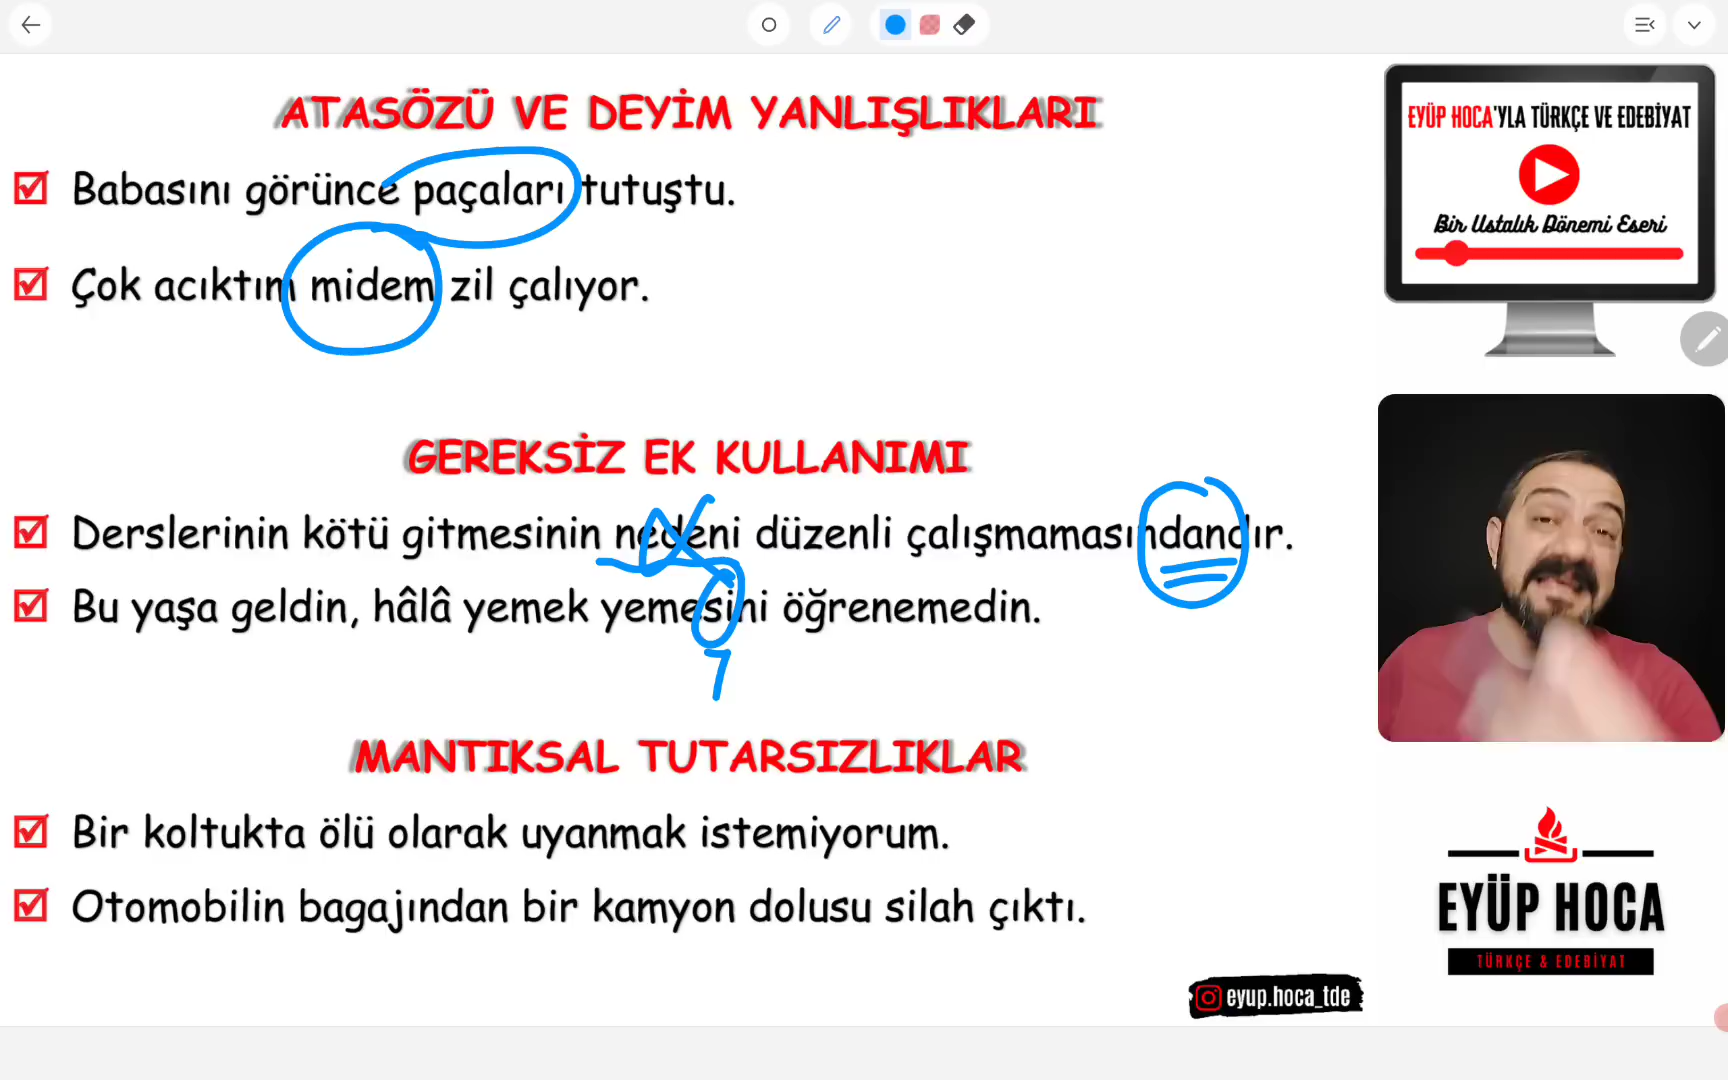 ATASÖZÜ VE DEYİM YANLIŞLIKLARI
Babasını görünce paçaları tutuştu.
Çok acıktım midem zil çalıyor.
GEREKSİZ EK KULLANIMI
Derslerinin kötü gitmesinin nedeni düzenli çalışmamasındandır.
Bu yaşa geldin, hâlâ yemek yemesini öğrenemedin.
MANTIKSAL TUTARSIZLIKLAR
Bir koltukta ölü olarak uyanmak istemiyorum.
Otomobilin bagajından bir kamyon dolusu silah çıktı.
EYÜP HOCA'YLA TÜRKÇE VE EDEBİYAT
Bir Ustalık Dönemi Eseri
EYÜP HOCA
TÜRKÇE & EDEBİYAT
eyup.hoca_tde